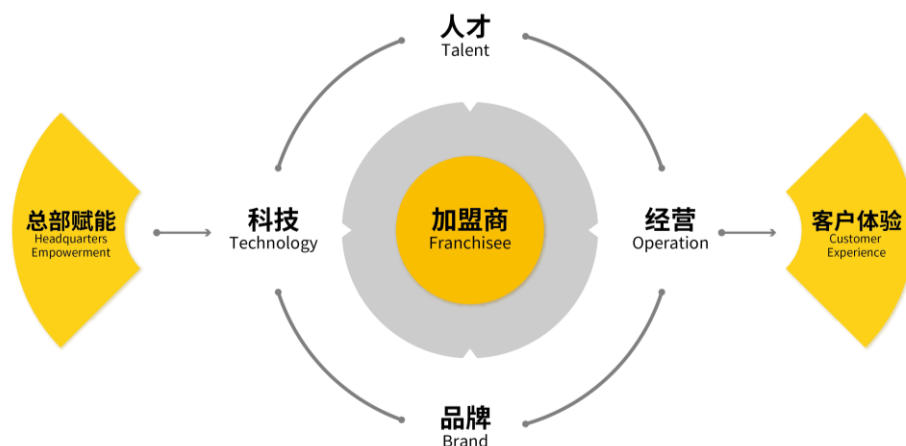 人才
Talent
总部赋能
Headquarters
Empowerment
科技
Technology
加盟商
Franchisee
经营
Operation
客户体验
Customer
Experience
品牌
Brand